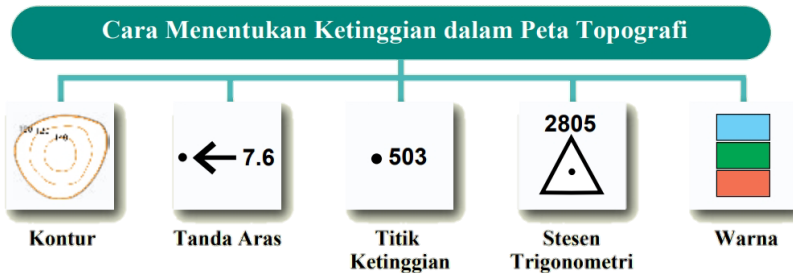 Cara Menentukan Ketinggian dalam Peta Topografi
7.6
503
2805
Kontur
Tanda Aras
Titik
Ketinggian
Stesen
Trigonometri
Warna